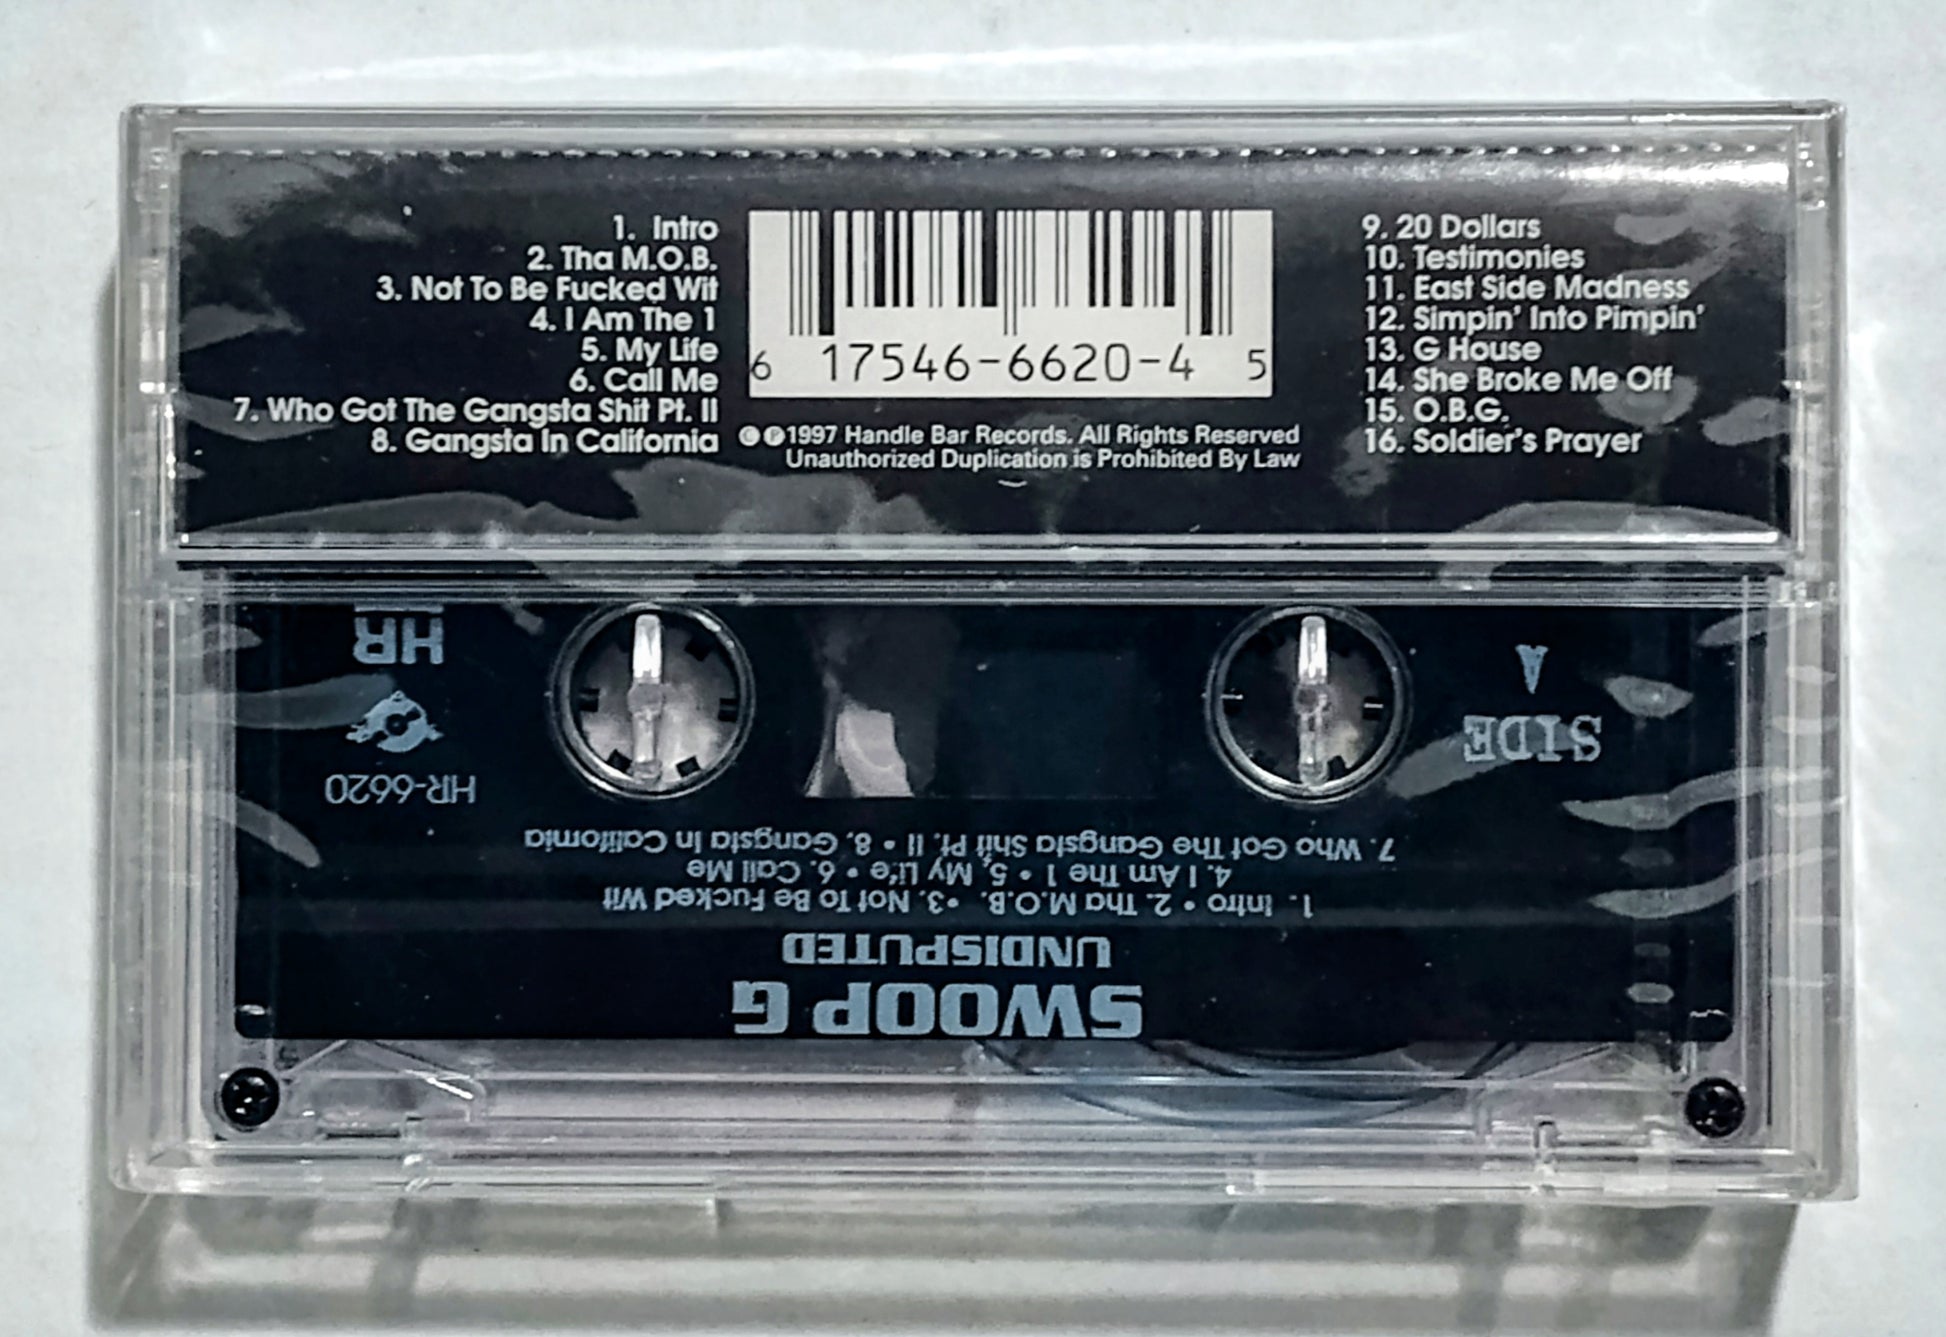 1. Intro
2. Tha M.O.B.
3. Not To Be Fucked Wit
4. I Am The 1
5. My Life
6. Call Me
7. Who Got The Gangsta Shit Pt. II
8. Gangsta In California
6 17546-6620-4 5
©℗1997 Handle Bar Records. All Rights Reserved
Unauthorized Duplication is Prohibited By Law
9. 20 Dollars
10. Testimonies
11. East Side Madness
12. Simpin' Into Pimpin'
13. G House
14. She Broke Me Off
15. O.B.G.
16. Soldier's Prayer
SWOOP G
UNDISPUTED
1. Intro • 2. Tha M.O.B. •3. Not To Be Fucked Wit
4. I Am The 1 • 5. My Life • 6. Call Me
7. Who Got The Gangsta Shit Pt. II • 8. Gangsta In California
SIDE
A
HR-6620
HR